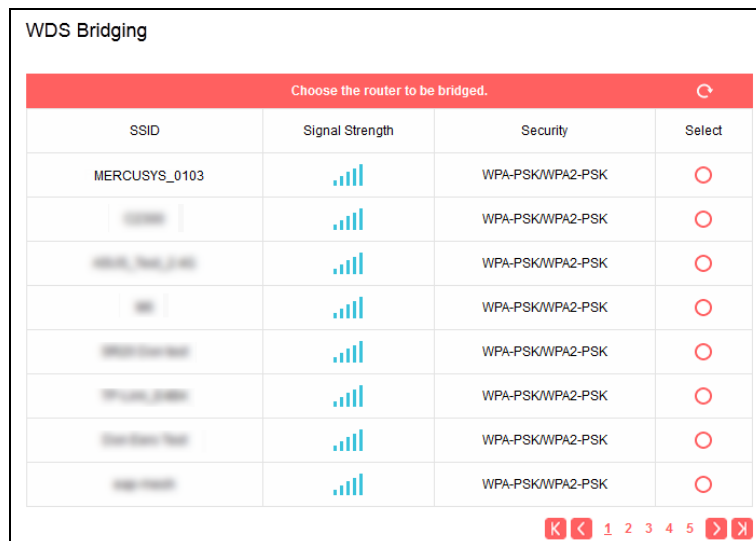 WDS Bridging
Choose the router to be bridged.
SSID Signal Strength Security Select
MERCUSYS_0103 WPA-PSK/WPA2-PSK
WPA-PSK/WPA2-PSK
WPA-PSK/WPA2-PSK
WPA-PSK/WPA2-PSK
WPA-PSK/WPA2-PSK
WPA-PSK/WPA2-PSK
WPA-PSK/WPA2-PSK
WPA-PSK/WPA2-PSK
1 2 3 4 5